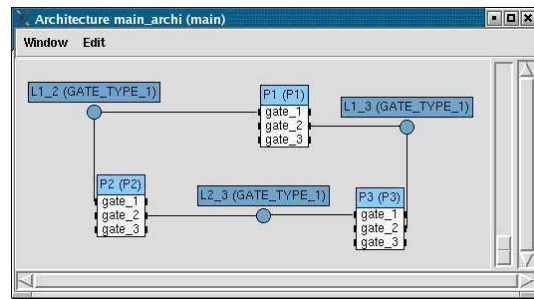 Architecture main_archi (main)
Window Edit
L1_2 (GATE_TYPE_1)
P1 (P1)
gate_1
gate_2
gate_3
L1_3 (GATE_TYPE_1)
P2 (P2)
gate_1
gate_2
gate_3
L2_3 (GATE_TYPE_1)
P3 (P3)
gate_1
gate_2
gate_3